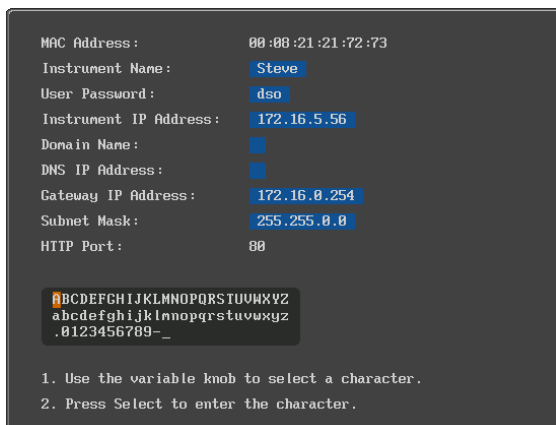 MAC Address: 00:08:21:21:72:73
Instrument Name: Steve
User Password: dso
Instrument IP Address: 172.16.5.56
Domain Name:
DNS IP Address:
Gateway IP Address: 172.16.0.254
Subnet Mask: 255.255.0.0
HTTP Port: 80
ABCDEFGHIJKLMNOPQRSTUVWXYZ
abcdefghijklmnopqrstuvwxyz
.0123456789-_
1. Use the variable knob to select a character.
2. Press Select to enter the character.